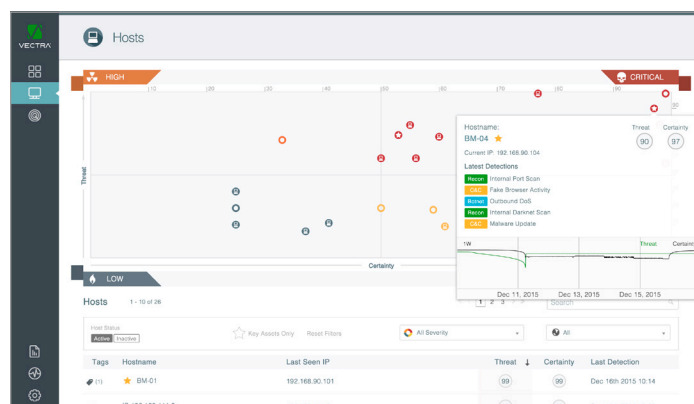 VECTRA
Hosts
HIGH
CRITICAL
|10 |20 |30 |40 |50 |60 |70 |80 |90
Threat
Certainty
LOW
Hostname:
BM-04
Threat Certainty
90 97
Current IP: 192.168.90.104
Latest Detections
Recon Internal Port Scan
C&C Fake Browser Activity
Botnet Outbound DoS
Recon Internal Darknet Scan
C&C Malware Update
1W Threat Certaint
Dec 11, 2015 Dec 13, 2015 Dec 15, 2015
Hosts 1 - 10 of 26
1 2 3
Search
Host Status
Active Inactive
Key Assets Only Reset Filters
All Severity
All
Tags Hostname Last Seen IP Threat ↓ Certainty Last Detection
(1) BM-01 192.168.90.101 99 99 Dec 16th 2015 10:14